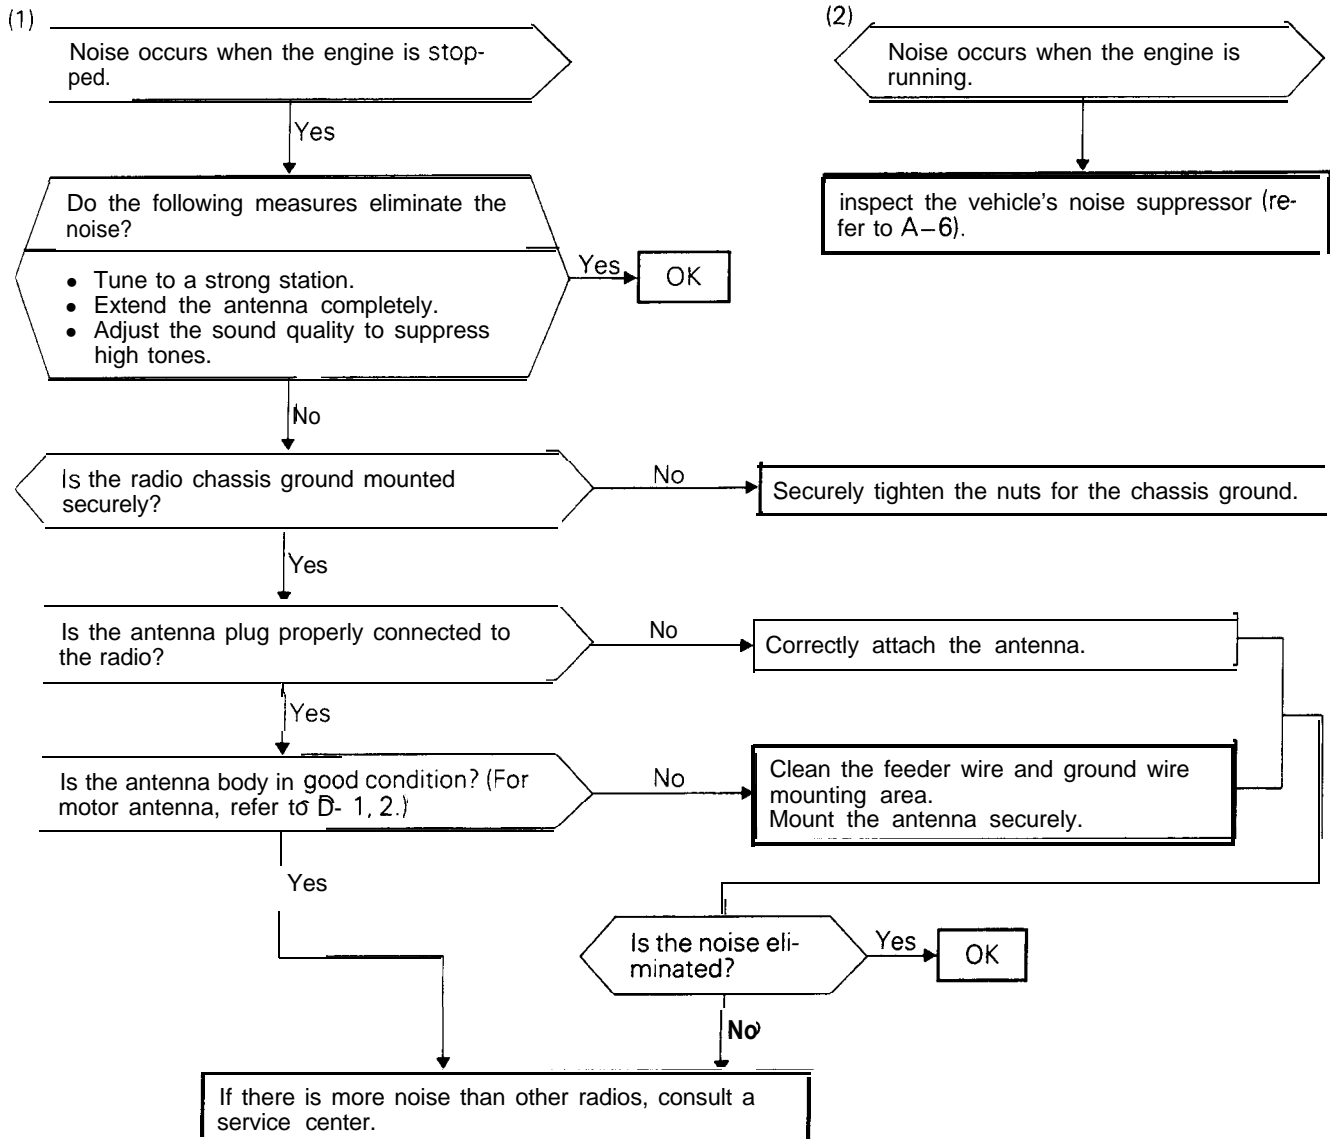 (1)
Noise occurs when the engine is stop-
ped.
Yes
Do the following measures eliminate the
noise?
• Tune to a strong station.
• Extend the antenna completely.
• Adjust the sound quality to suppress
high tones.
Yes
OK
No
Is the radio chassis ground mounted
securely?
No
Securely tighten the nuts for the chassis ground.
Yes
Is the antenna plug properly connected to
the radio?
No
Correctly attach the antenna.
Yes
Is the antenna body in good condition? (For
motor antenna, refer to D- 1, 2.)
No
Clean the feeder wire and ground wire
mounting area.
Mount the antenna securely.
Yes
Is the noise eli-
minated?
Yes
OK
No
If there is more noise than other radios, consult a
service center.
(2)
Noise occurs when the engine is
running.
inspect the vehicle's noise suppressor (re-
fer to A-6).